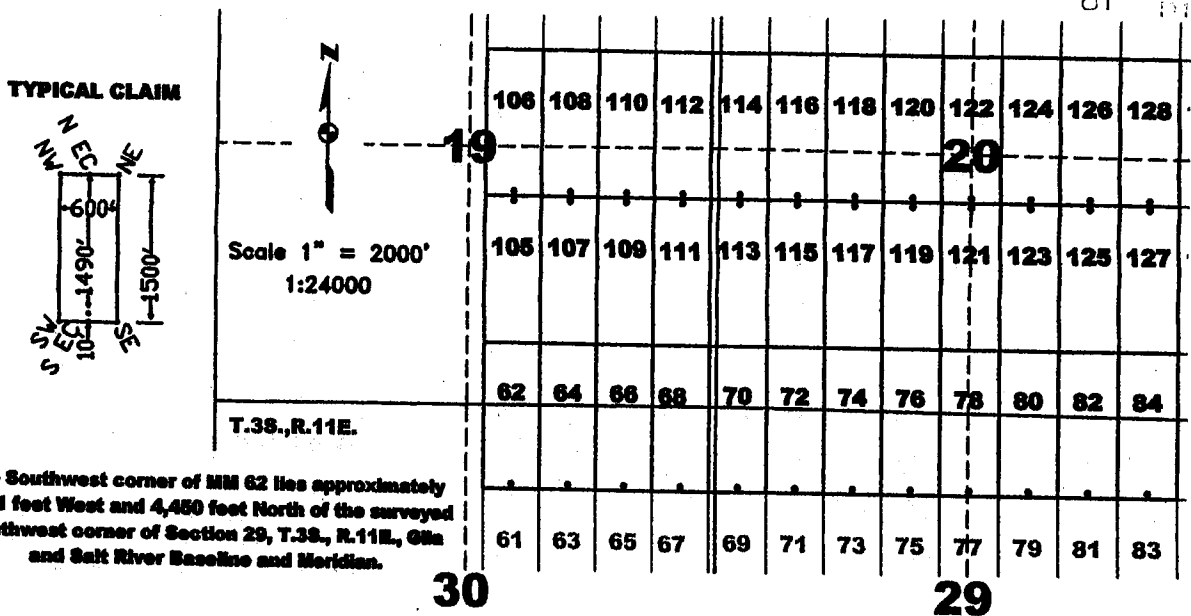 TYPICAL CLAIM
N EC
NW
NE
600'
1490'
1500'
10'
SW
S EC
SE
N
Scale 1" = 2000'
1:24000
T.3S.,R.11E.
Southwest corner of MM 62 lies approximately
feet West and 4,450 feet North of the surveyed
corner of Section 29, T.3S., R.11E., Gila
and Salt River Baseline and Meridian.
19
20
30
29
106 108 110 112 114 116 118 120 122 124 126 128
105 107 109 111 113 115 117 119 121 123 125 127
62 64 66 68 70 72 74 76 78 80 82 84
61 63 65 67 69 71 73 75 77 79 81 83